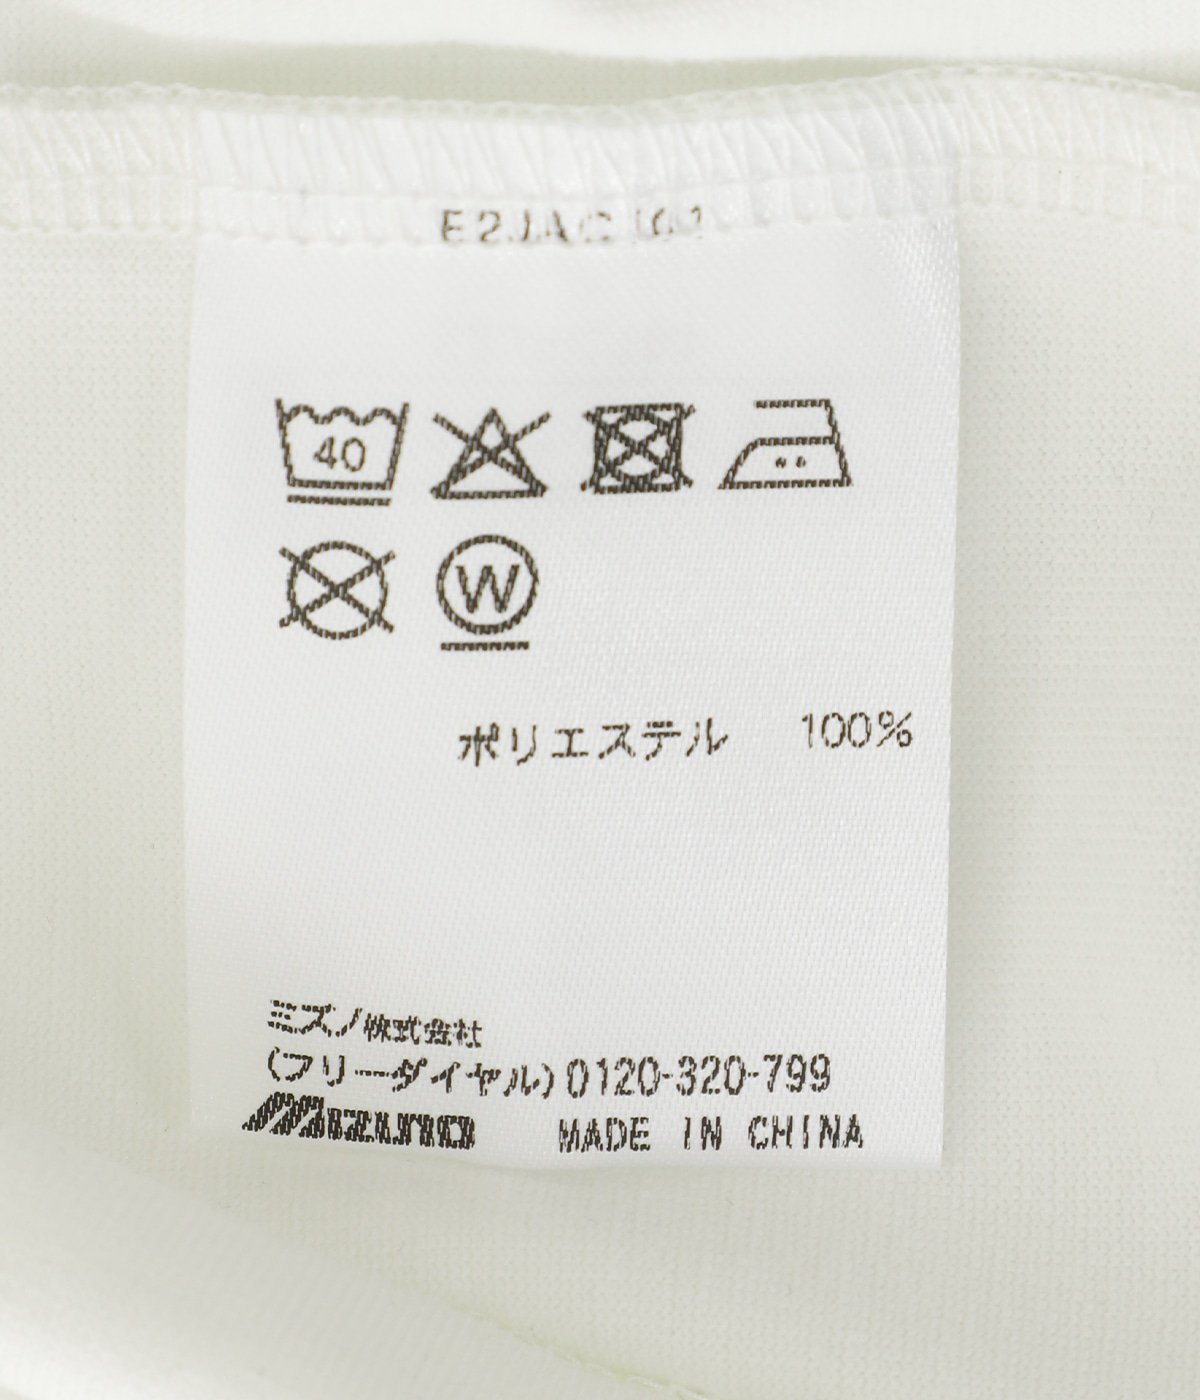 40
W
ポリエステル 100%
ミズノ株式会社
(フリーダイヤル)0120-320-799
Mizuno MADE IN CHINA